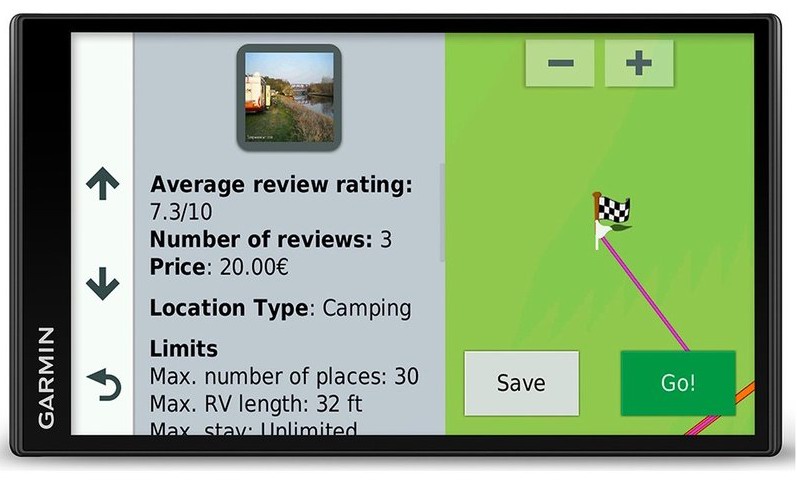 Average review rating:
7.3/10
Number of reviews: 3
Price: 20.00€
Location Type: Camping
Limits
Max. number of places: 30
Max. RV length: 32 ft
Max. stay: Unlimited
Save
Go!
GARMIN